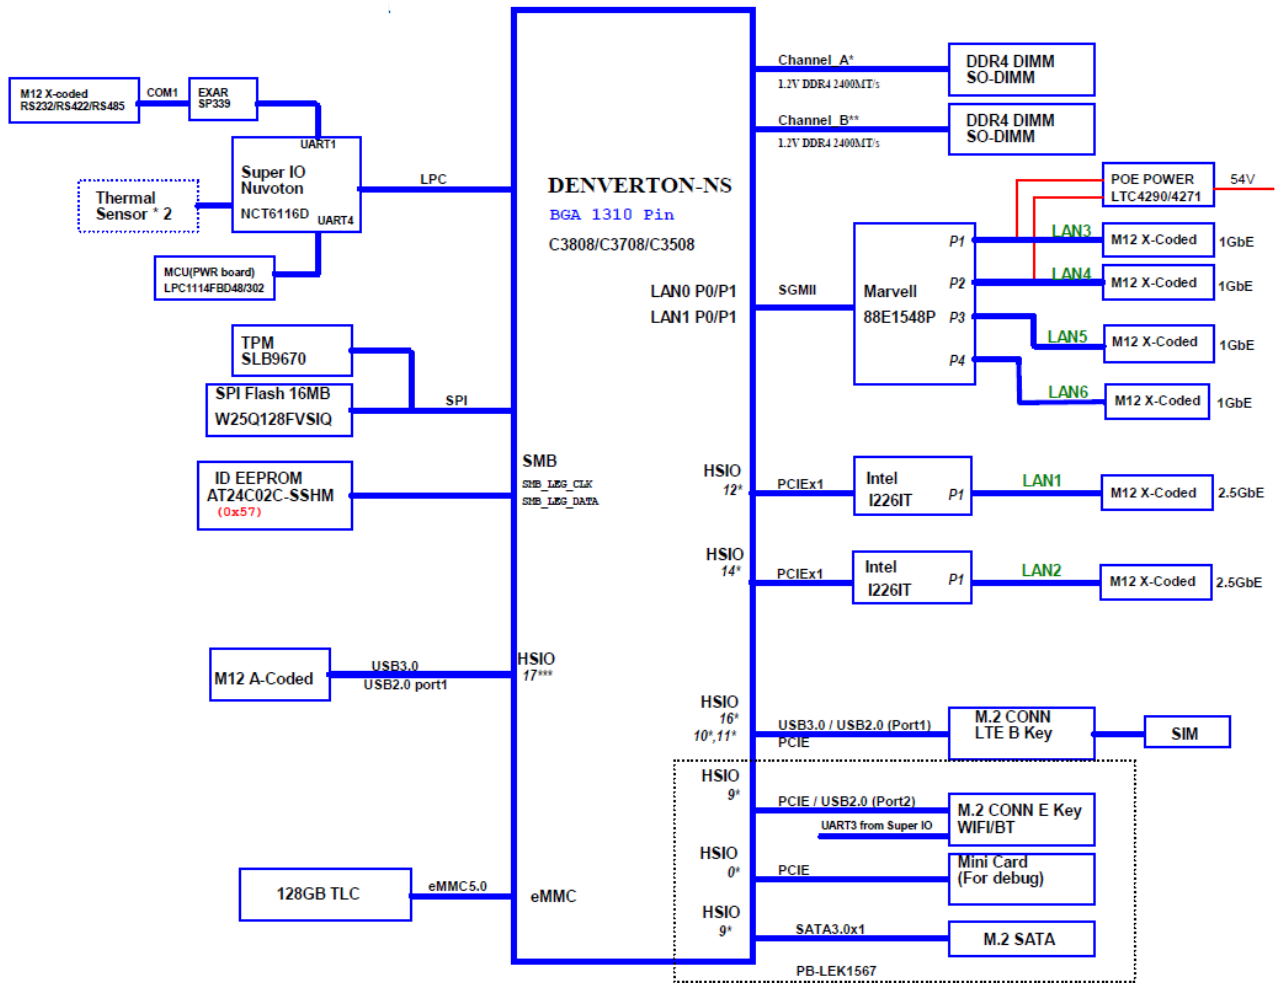 M12 X-coded
RS232/RS422/RS485
COM1
EXAR
SP339
UART1
Super IO
Nuvoton
NCT6116D
UART4
LPC
Thermal
Sensor * 2
MCU(PWR board)
LPC1114FBD48/302
TPM
SLB9670
SPI Flash 16MB
W25Q128FVSIQ
SPI
ID EEPROM
AT24C02C-SSHM
(0x57)
SMB
SMB_LEG_CLK
SMB_LEG_DATA
M12 A-Coded
USB3.0
USB2.0 port1
HSIO
17***
128GB TLC
eMMC5.0
eMMC
DENVERTON-NS
BGA 1310 Pin
C3808/C3708/C3508
LAN0 P0/P1
LAN1 P0/P1
Channel_A*
1.2V DDR4 2400MT/s
DDR4 DIMM
SO-DIMM
Channel_B**
1.2V DDR4 2400MT/s
DDR4 DIMM
SO-DIMM
POE POWER
LTC4290/4271
54V
SGMII
Marvell
88E1548P
P1
LAN3
M12 X-Coded
1GbE
P2
LAN4
M12 X-Coded
1GbE
P3
LAN5
M12 X-Coded
1GbE
P4
LAN6
M12 X-Coded
1GbE
HSIO
12*
PCIEx1
Intel
I226IT
P1
LAN1
M12 X-Coded
2.5GbE
HSIO
14*
PCIEx1
Intel
I226IT
P1
LAN2
M12 X-Coded
2.5GbE
HSIO
16*
10*,11*
USB3.0 / USB2.0 (Port1)
PCIE
M.2 CONN
LTE B Key
SIM
HSIO
9*
PCIE / USB2.0 (Port2)
UART3 from Super IO
M.2 CONN E Key
WIFI/BT
HSIO
0*
PCIE
Mini Card
(For debug)
HSIO
9*
SATA3.0x1
M.2 SATA
PB-LEK1567